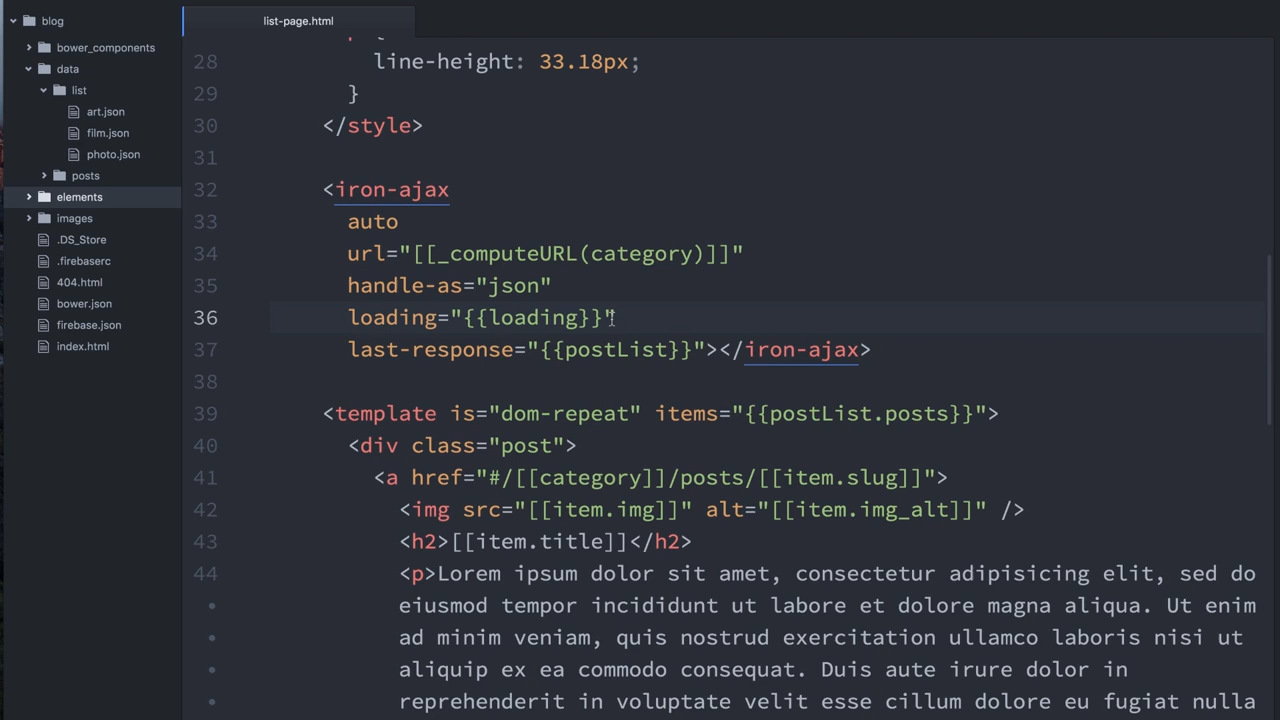 blog
bower_components
data
list
art.json
film.json
photo.json
posts
elements
images
.DS_Store
.firebaserc
404.html
bower.json
firebase.json
index.html
list-page.html
28 line-height: 33.18px;
29 }
30 </style>
31
32 <iron-ajax
33 auto
34 url="[[_computeURL(category)]]"
35 handle-as="json"
36 loading="{{loading}}"
37 last-response="{{postList}}"></iron-ajax>
38
39 <template is="dom-repeat" items="{{postList.posts}}">
40 <div class="post">
41 <a href="#/[[category]]/posts/[[item.slug]]">
42 <img src="[[item.img]]" alt="[[item.img_alt]]" />
43 <h2>[[item.title]]</h2>
44 <p>Lorem ipsum dolor sit amet, consectetur adipisicing elit, sed do
• eiusmod tempor incididunt ut labore et dolore magna aliqua. Ut enim
• ad minim veniam, quis nostrud exercitation ullamco laboris nisi ut
• aliquip ex ea commodo consequat. Duis aute irure dolor in
• reprehenderit in voluptate velit esse cillum dolore eu fugiat nulla